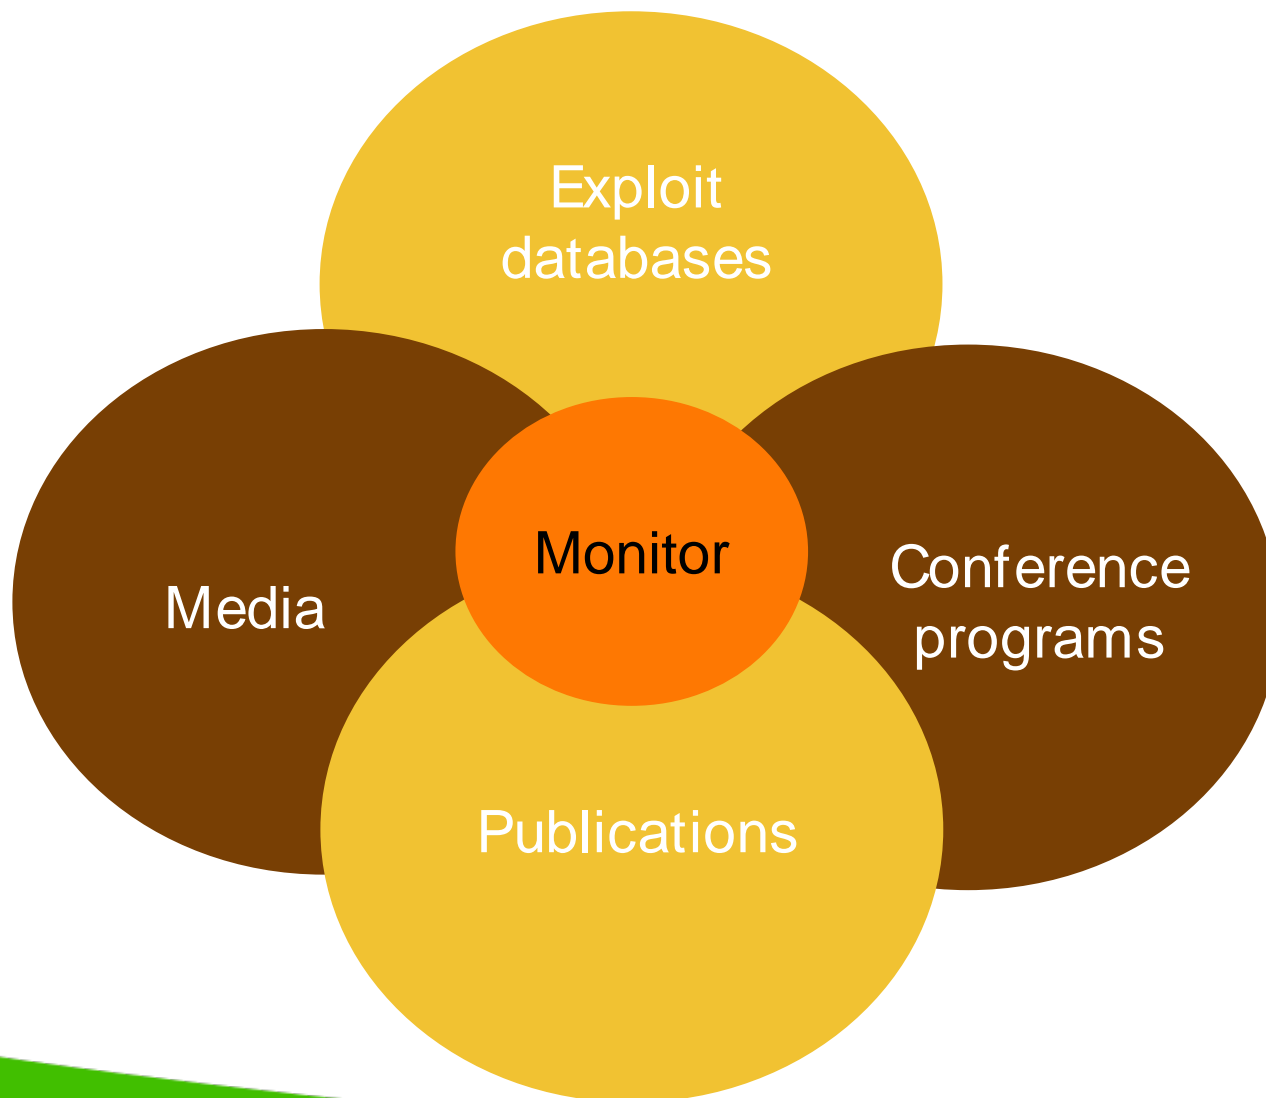 Exploit
databases
Monitor
Media
Conference
programs
Publications